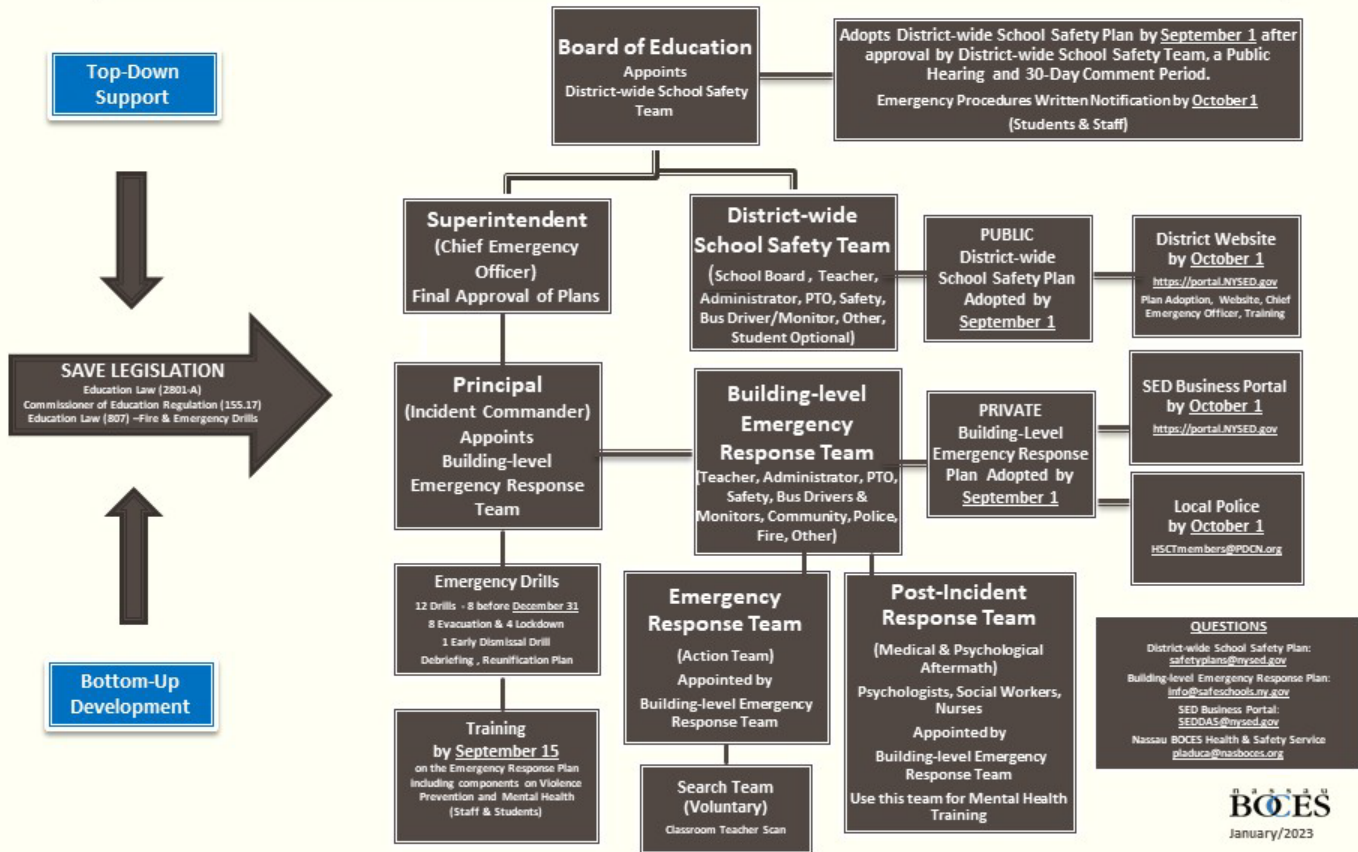 Top-Down
Support
SAVE LEGISLATION
Education Law (2801-A)
Commissioner of Education Regulation (155.17)
Education Law (807) –Fire & Emergency Drills
Bottom-Up
Development
Board of Education
Appoints
District-wide School Safety
Team
Adopts District-wide School Safety Plan by September 1 after
approval by District-wide School Safety Team, a Public
Hearing and 30-Day Comment Period.
Emergency Procedures Written Notification by October 1
(Students & Staff)
Superintendent
(Chief Emergency
Officer)
Final Approval of Plans
District-wide
School Safety Team
(School Board , Teacher,
Administrator, PTO, Safety,
Bus Driver/Monitor, Other,
Student Optional)
PUBLIC
District-wide
School Safety Plan
Adopted by
September 1
District Website
by October 1
https://portal.NYSED.gov
Plan Adoption, Website, Chief
Emergency Officer, Training
Principal
(Incident Commander)
Appoints
Building-level
Emergency Response
Team
Building-level
Emergency
Response Team
(Teacher, Administrator, PTO,
Safety, Bus Drivers &
Monitors, Community, Police,
Fire, Other)
PRIVATE
Building-Level
Emergency Response
Plan Adopted by
September 1
SED Business Portal
by October 1
https://portal.NYSED.gov
Local Police
by October 1
HSCTmembers@PDCN.org
Emergency Drills
12 Drills - 8 before December 31
8 Evacuation & 4 Lockdown
1 Early Dismissal Drill
Debriefing , Reunification Plan
Training
by September 15
on the Emergency Response Plan
including components on Violence
Prevention and Mental Health
(Staff & Students)
Emergency
Response Team
(Action Team)
Appointed by
Building-level Emergency
Response Team
Search Team
(Voluntary)
Classroom Teacher Scan
Post-Incident
Response Team
(Medical & Psychological
Aftermath)
Psychologists, Social Workers,
Nurses
Appointed by
Building-level Emergency
Response Team
Use this team for Mental Health
Training
QUESTIONS
District-wide School Safety Plan:
safetyplans@nysed.gov
Building-level Emergency Response Plan:
info@safeschools.ny.gov
SED Business Portal:
SEDDAS@nysed.gov
Nassau BOCES Health & Safety Service
pladuca@nasboces.org
nassau
BOCES
January/2023